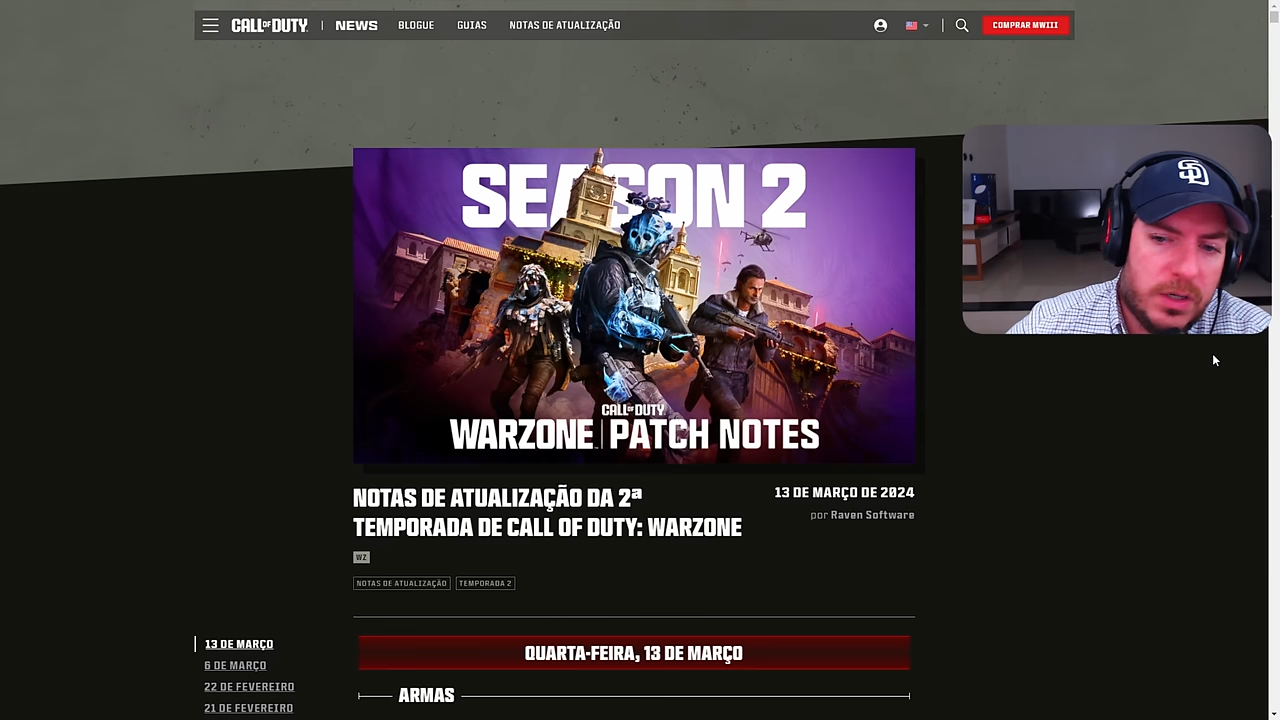 CALL OF DUTY
NEWS
BLOGUE
GUIAS
NOTAS DE ATUALIZAÇÃO
COMPRAR MWIII
SEASON 2
CALL OF DUTY
WARZONE PATCH NOTES
SD
NOTAS DE ATUALIZAÇÃO DA 2ª
TEMPORADA DE CALL OF DUTY: WARZONE
13 DE MARÇO DE 2024
por Raven Software
WZ
NOTAS DE ATUALIZAÇÃO
TEMPORADA 2
13 DE MARÇO
6 DE MARÇO
22 DE FEVEREIRO
21 DE FEVEREIRO
QUARTA-FEIRA, 13 DE MARÇO
ARMAS